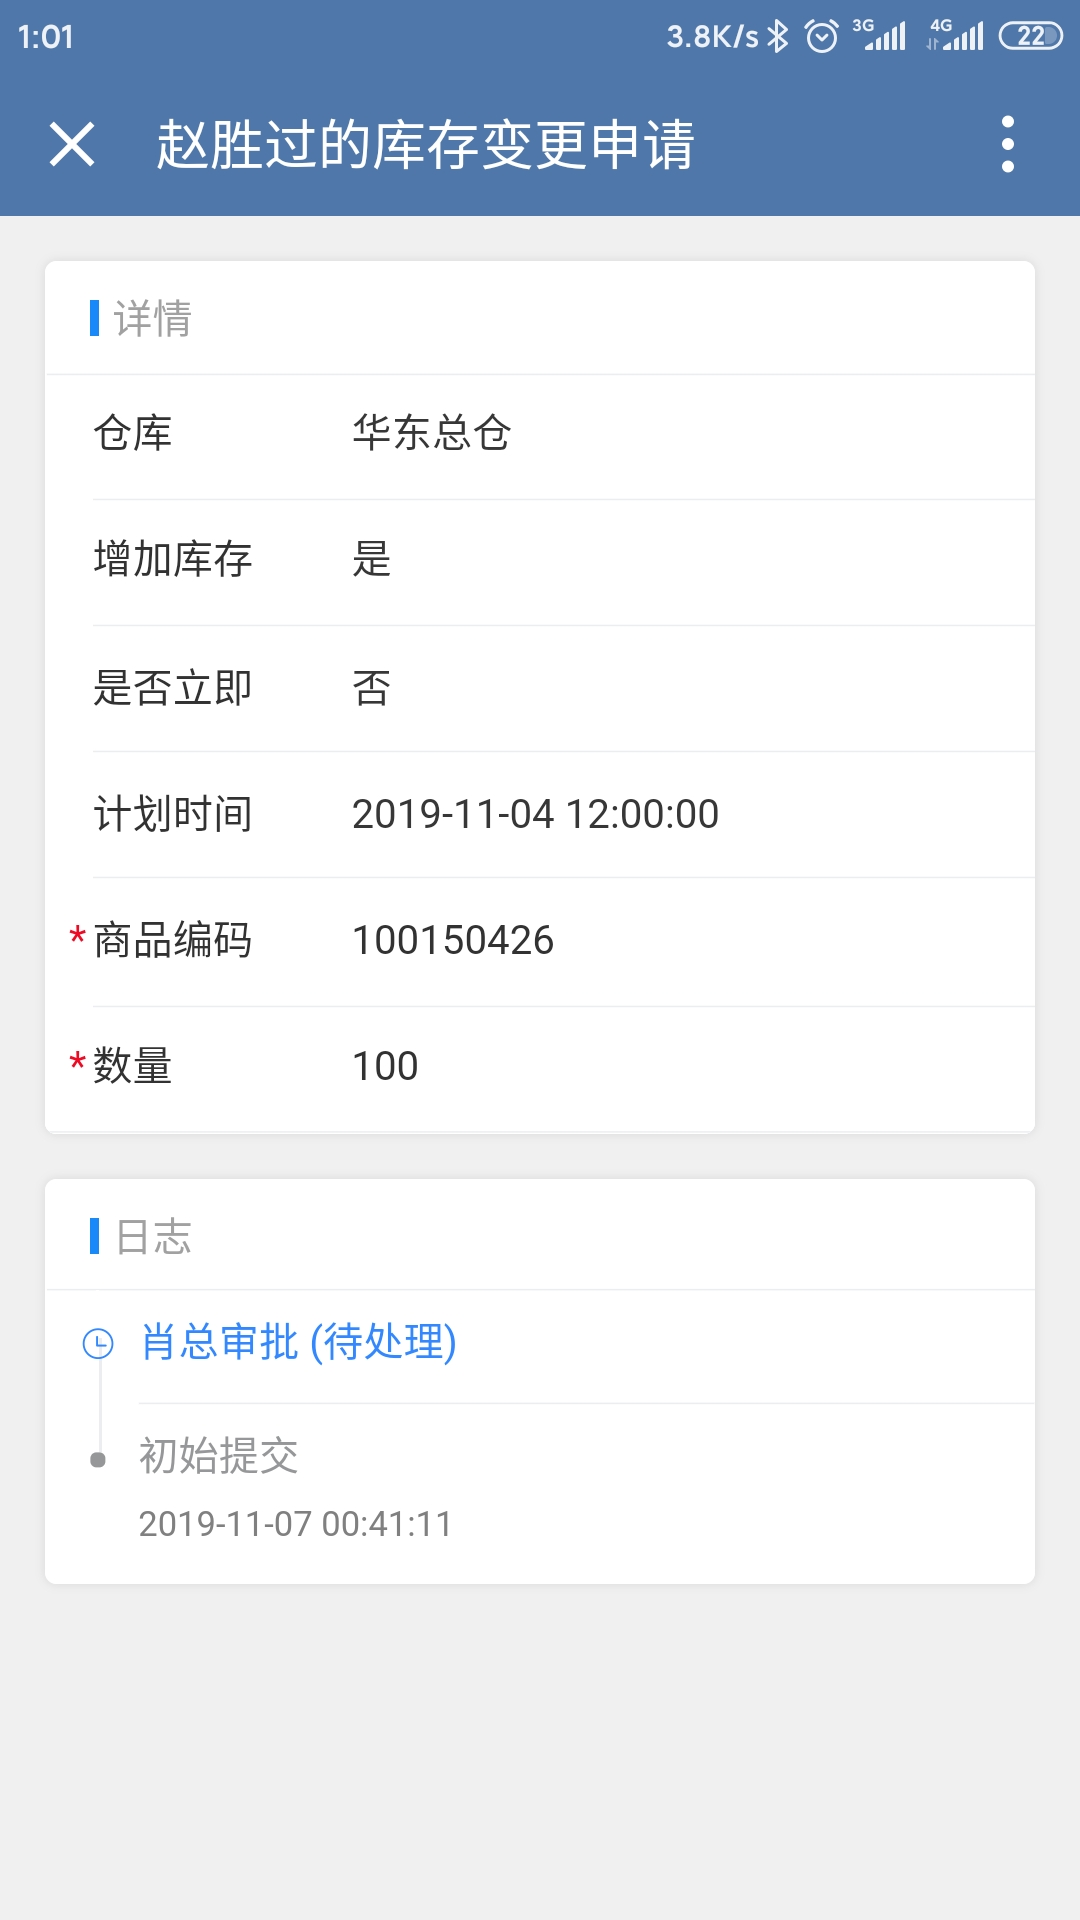 1:01 3.8K/s 3G 4G 22
赵胜过的库存变更申请
详情
仓库 华东总仓
增加库存 是
是否立即 否
计划时间 2019-11-04 12:00:00
*商品编码 100150426
*数量 100
日志
肖总审批 (待处理)
初始提交
2019-11-07 00:41:11